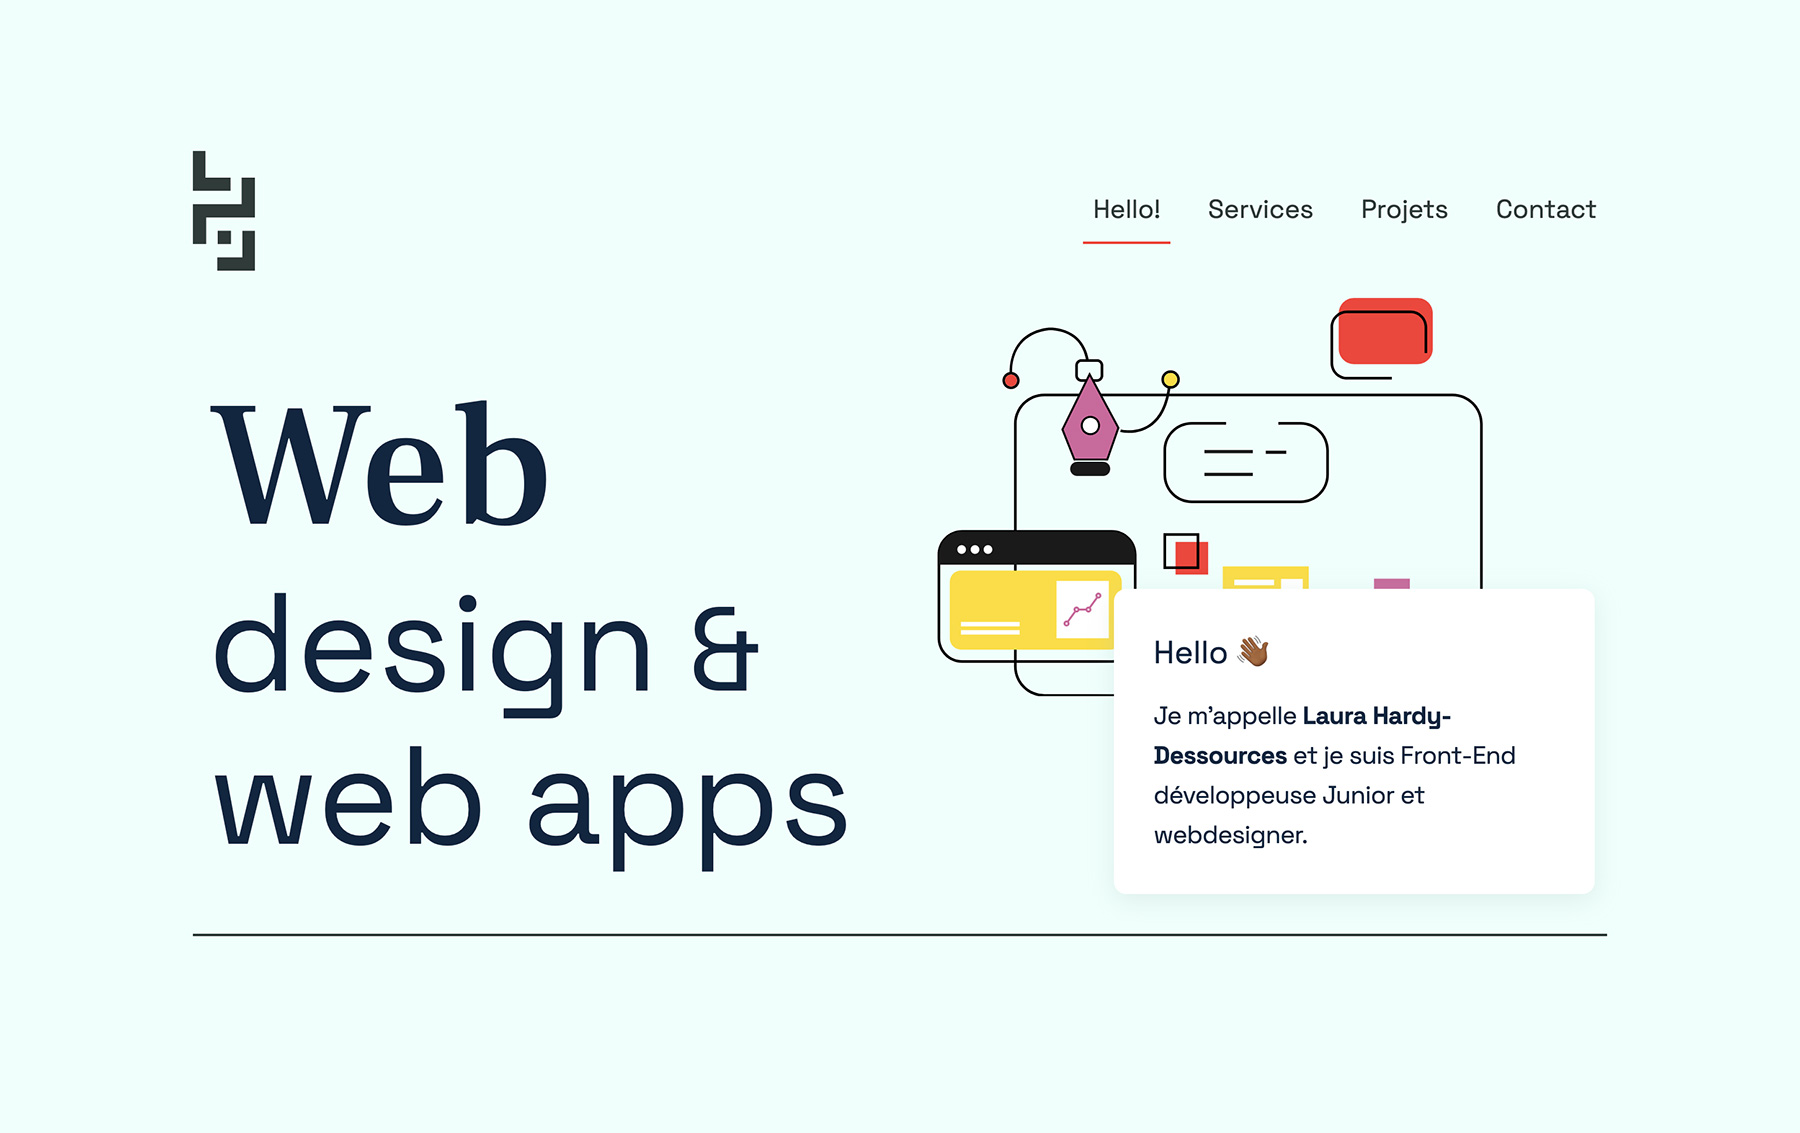 Hello! Services Projets Contact
Web
design &
web apps
Hello 👋🏾
Je m’appelle Laura Hardy-
Dessources et je suis Front-End
développeuse Junior et
webdesigner.